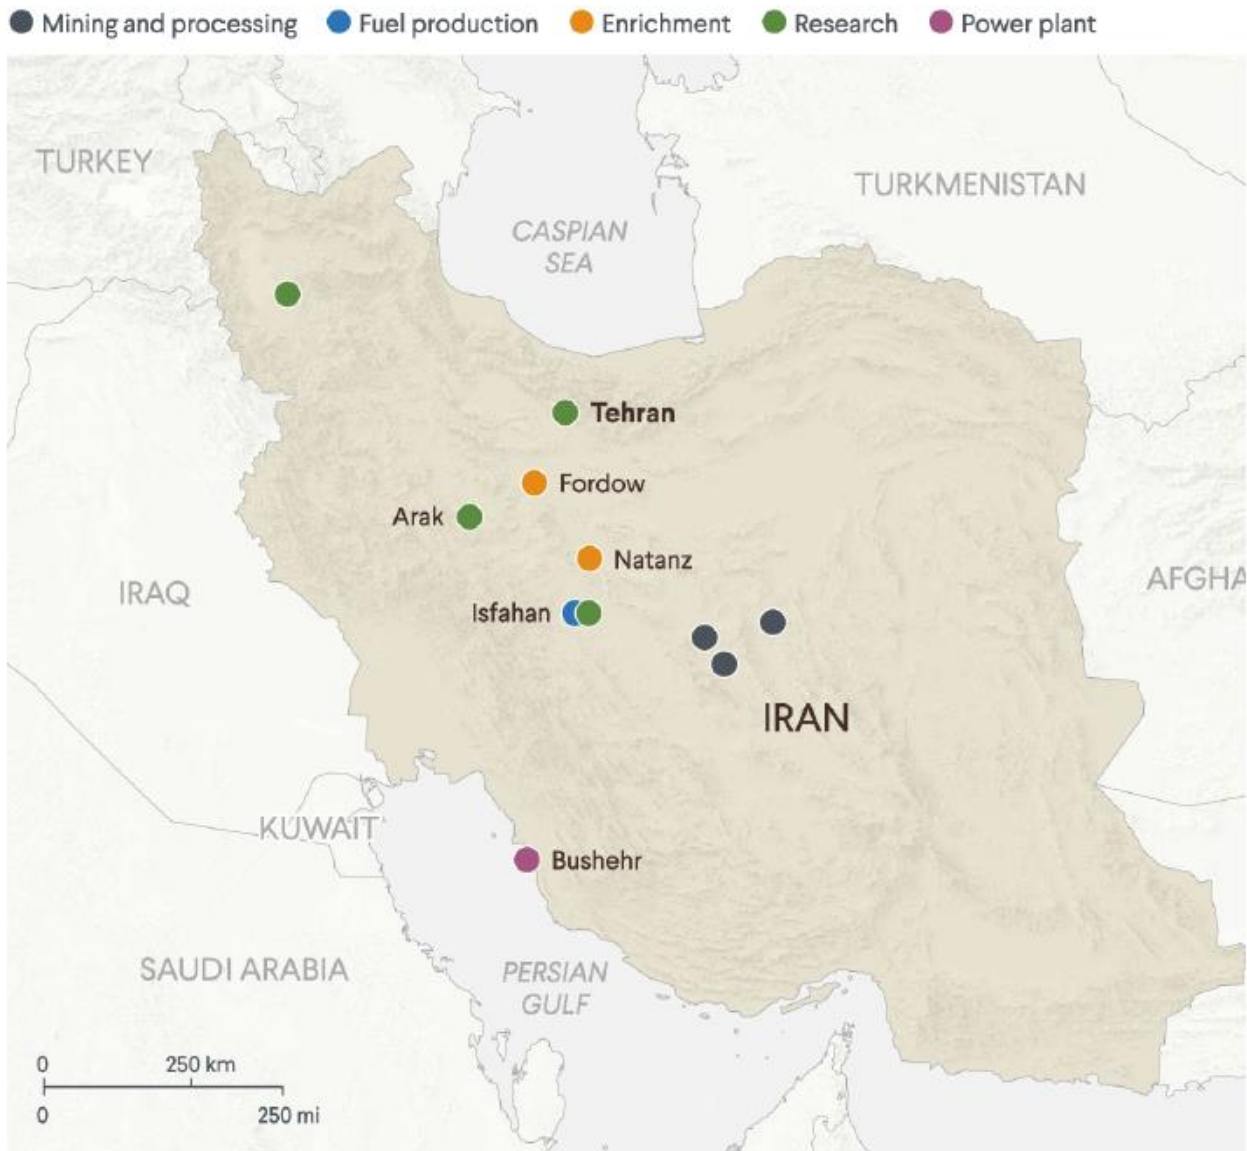 Mining and processing Fuel production Enrichment Research Power plant
TURKEY
TURKMENISTAN
CASPIAN
SEA
Tehran
Fordow
Arak
Natanz
IRAQ
AFGHA
Isfahan
IRAN
KUWAIT
Bushehr
SAUDI ARABIA
PERSIAN
GULF
0 250 km
0 250 mi